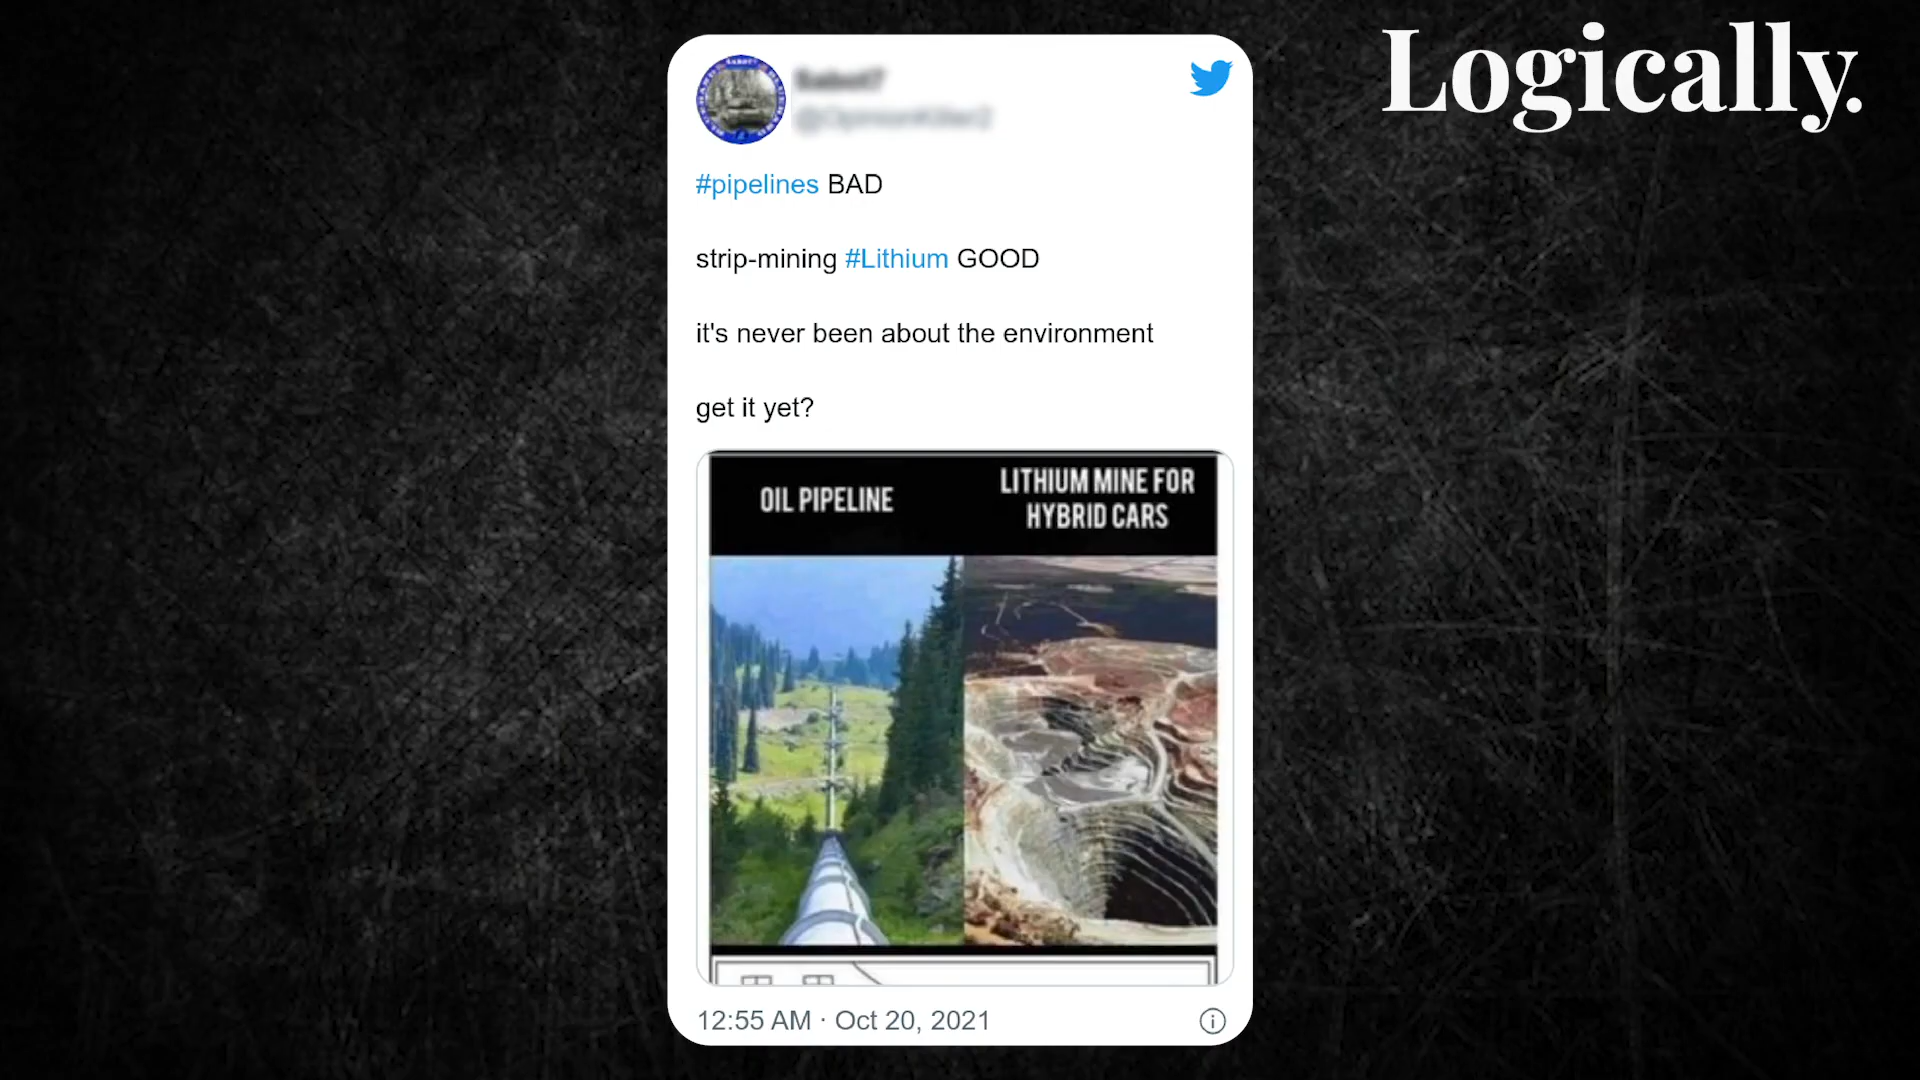 Logically.
#pipelines BAD
strip-mining #Lithium GOOD
it's never been about the environment
get it yet?
OIL PIPELINE
LITHIUM MINE FOR
HYBRID CARS
12:55 AM · Oct 20, 2021